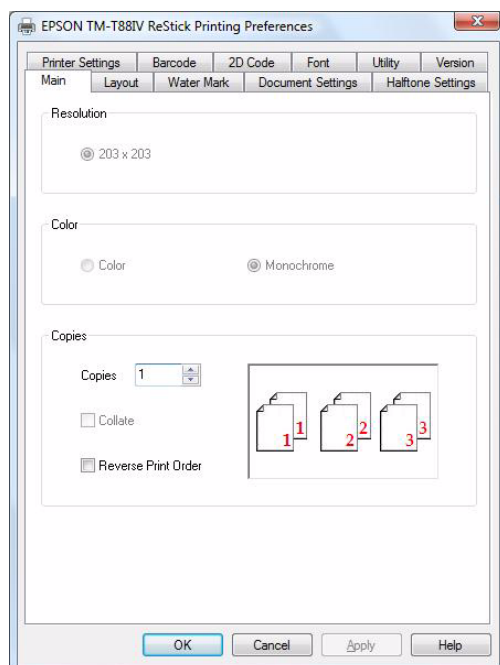 EPSON TM-T88IV ReStick Printing Preferences
Printer Settings Barcode 2D Code Font Utility Version
Main Layout Water Mark Document Settings Halftone Settings
Resolution
203 x 203
Color
Color Monochrome
Copies
Copies 1
Collate
Reverse Print Order
1 1 2 2 3 3
OK Cancel Apply Help